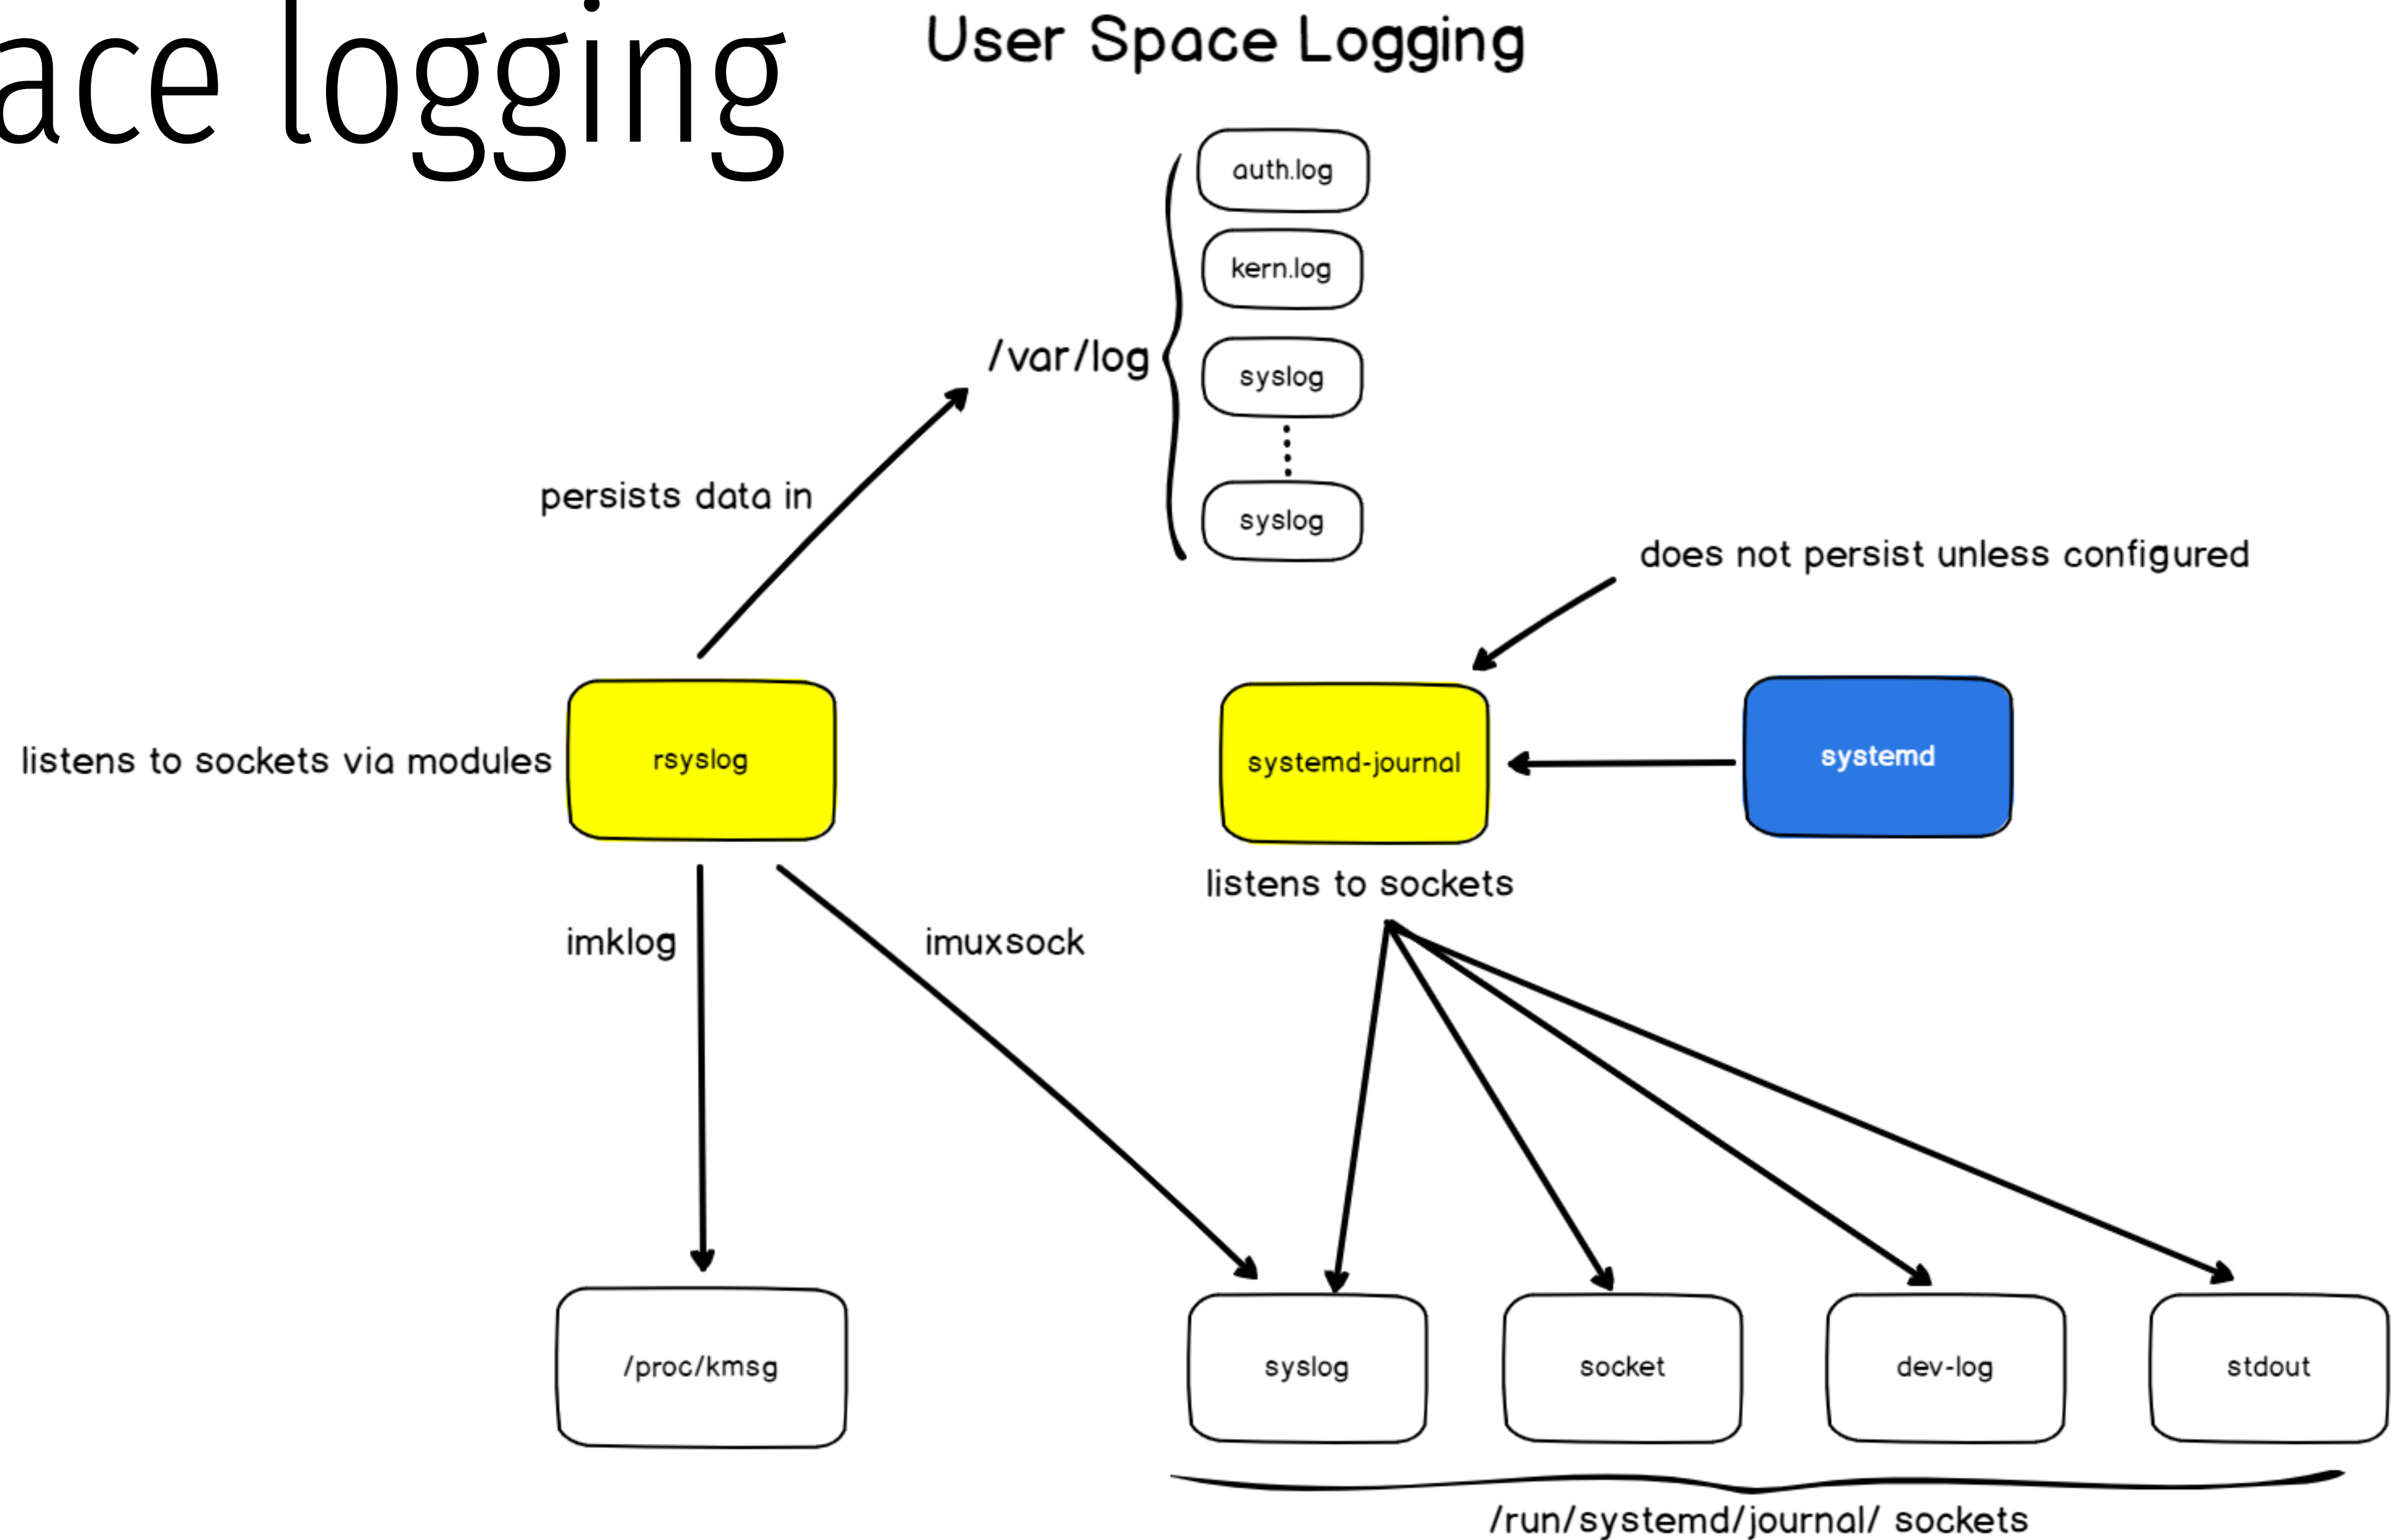 ace logging
User Space Logging
auth.log
kern.log
/var/log
syslog
syslog
persists data in
does not persist unless configured
listens to sockets via modules
rsyslog
systemd-journal
systemd
listens to sockets
imklog
imuxsock
/proc/kmsg
syslog
socket
dev-log
stdout
/run/systemd/journal/ sockets